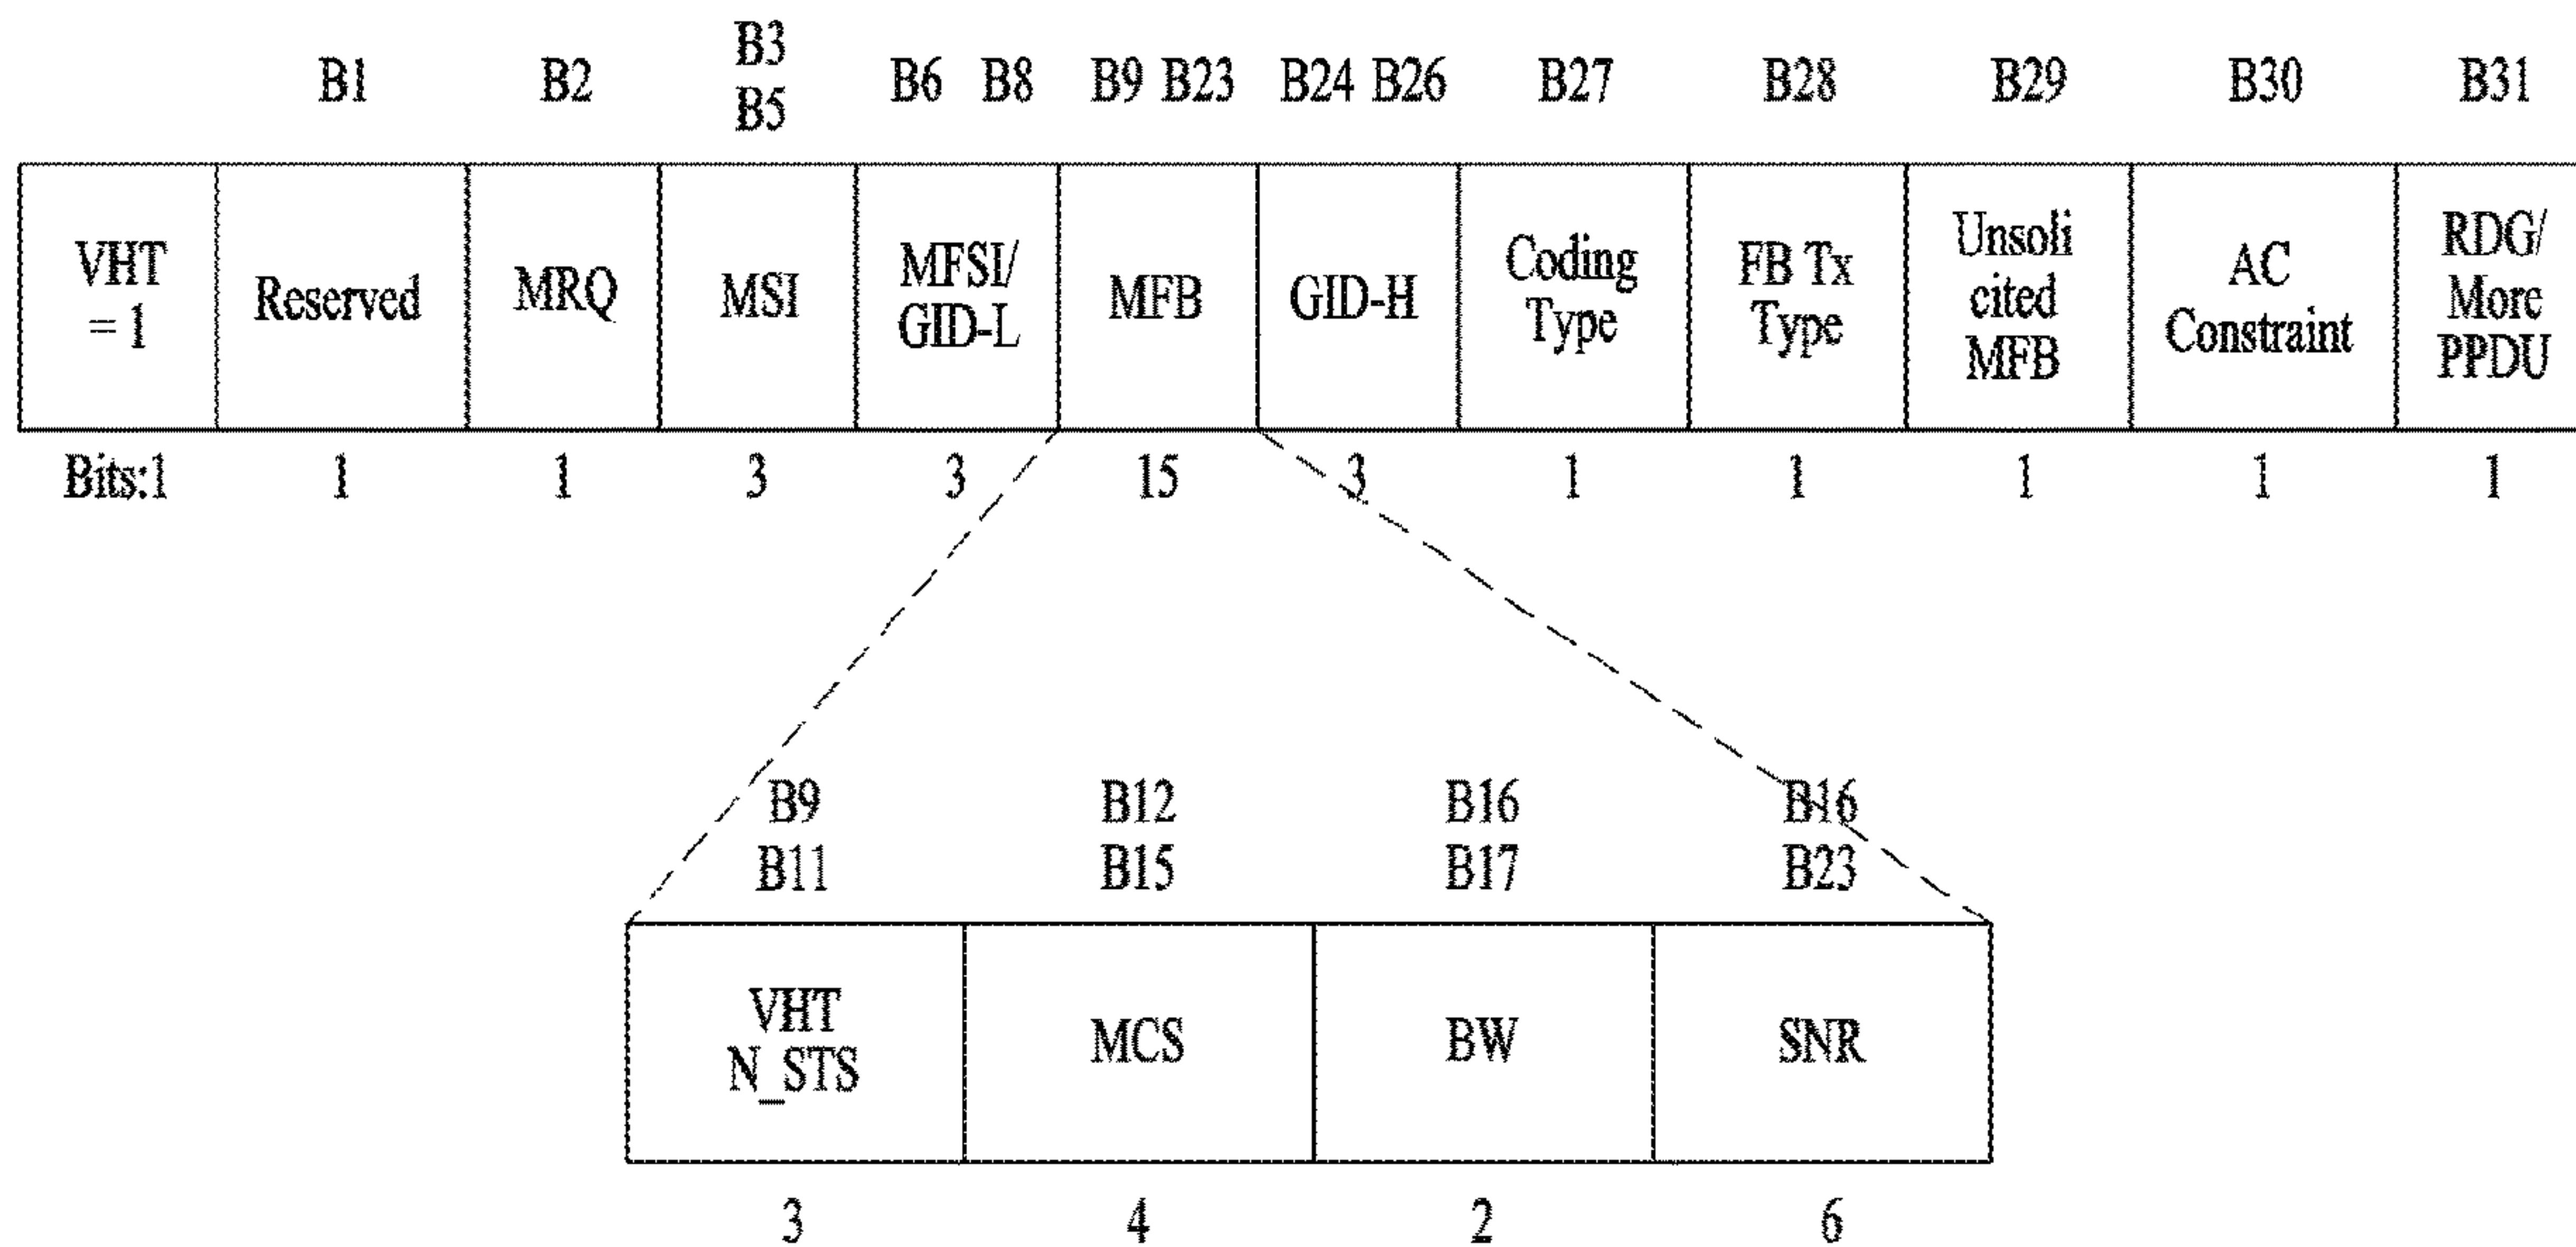 B1 B2 B3 B5 B6 B8 B9 B23 B24 B26 B27 B28 B29 B30 B31
VHT = 1
Reserved
MRQ
MSI
MFSI/
GID-L
MFB
GID-H
Coding
Type
FB Tx
Type
Unsoli
cited
MFB
AC
Constraint
RDG/
More
PPDU
Bits:1 1 1 3 3 15 3 1 1 1 1 1
B9 B12 B16 B16
B11 B15 B17 B23
VHT
N_STS
MCS
BW
SNR
3 4 2 6